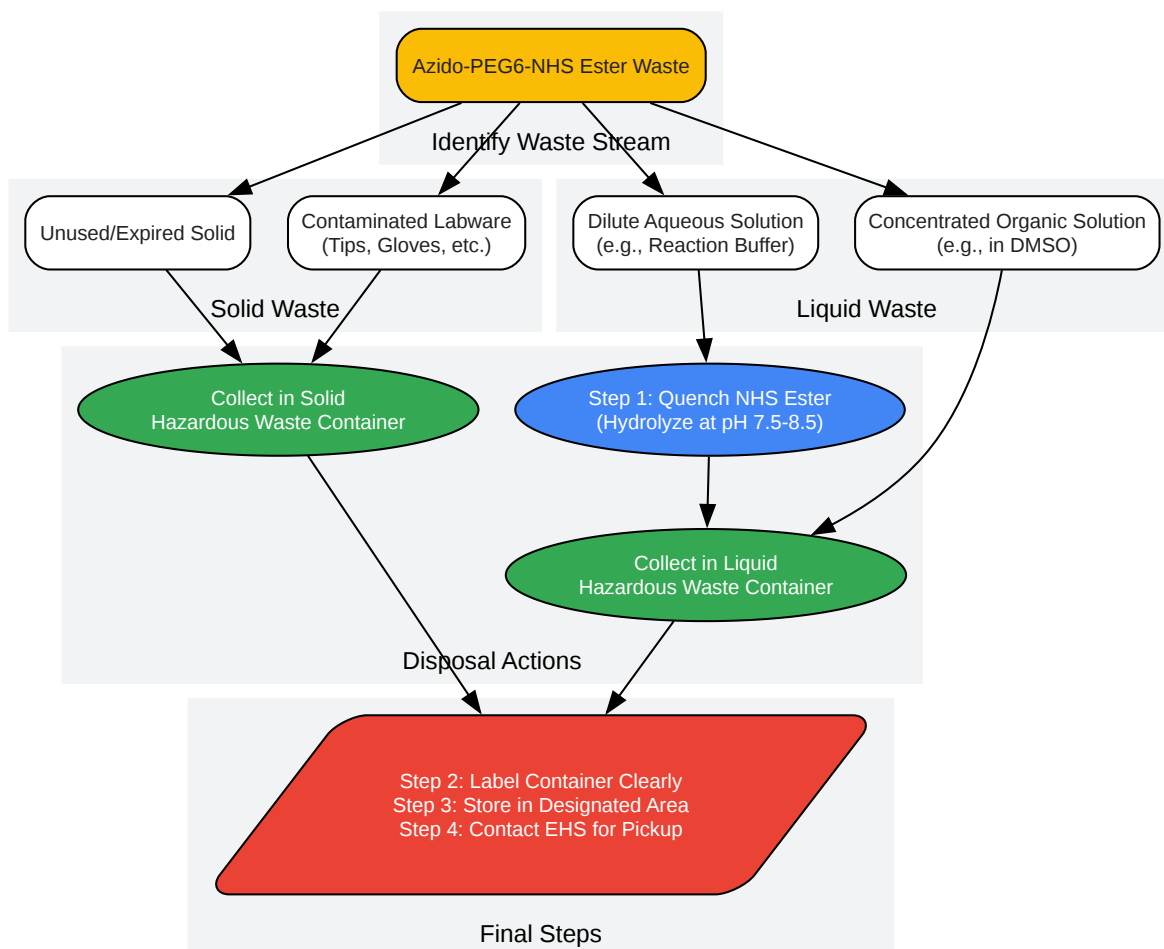 Azido-PEG6-NHS Ester Waste
Identify Waste Stream
Unused/Expired Solid
Contaminated Labware
(Tips, Gloves, etc.)
Dilute Aqueous Solution
(e.g., Reaction Buffer)
Concentrated Organic Solution
(e.g., in DMSO)
Solid Waste
Liquid Waste
Collect in Solid
Hazardous Waste Container
Step 1: Quench NHS Ester
(Hydrolyze at pH 7.5-8.5)
Collect in Liquid
Hazardous Waste Container
Disposal Actions
Step 2: Label Container Clearly
Step 3: Store in Designated Area
Step 4: Contact EHS for Pickup
Final Steps